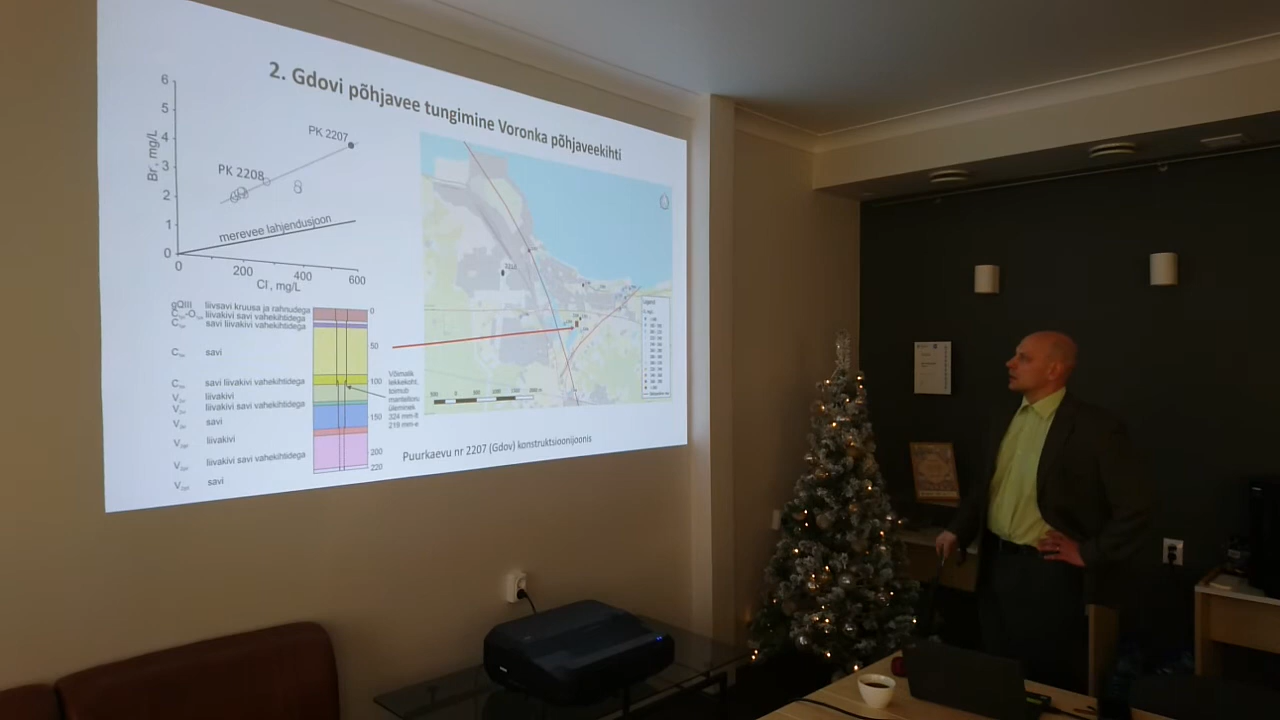 2. Gdovi põhjavee tungimine Voronka põhjaveekihti
6
5
4
3
2
1
0
Br, mg/L
PK 2207
PK 2208
merevee lahjendusjoon
0
200
400
600
Cl, mg/L
gQIII liivsavi kruusa ja rahnudega
liivakivi savi vahekihtidega
savi liivakivi vahekihtidega
savi
savi liivakivi vahekihtidega
liivakivi
liivakivi savi vahekihtidega
savi
liivakivi
liivakivi savi vahekihtidega
savi
0
50
100
150
200
220
Võimalik
lekkekoht,
toimub
manteltoru
üleminek
324 mm-lt
219 mm-e
Puurkaevu nr 2207 (Gdov) konstruktsioonijoonis